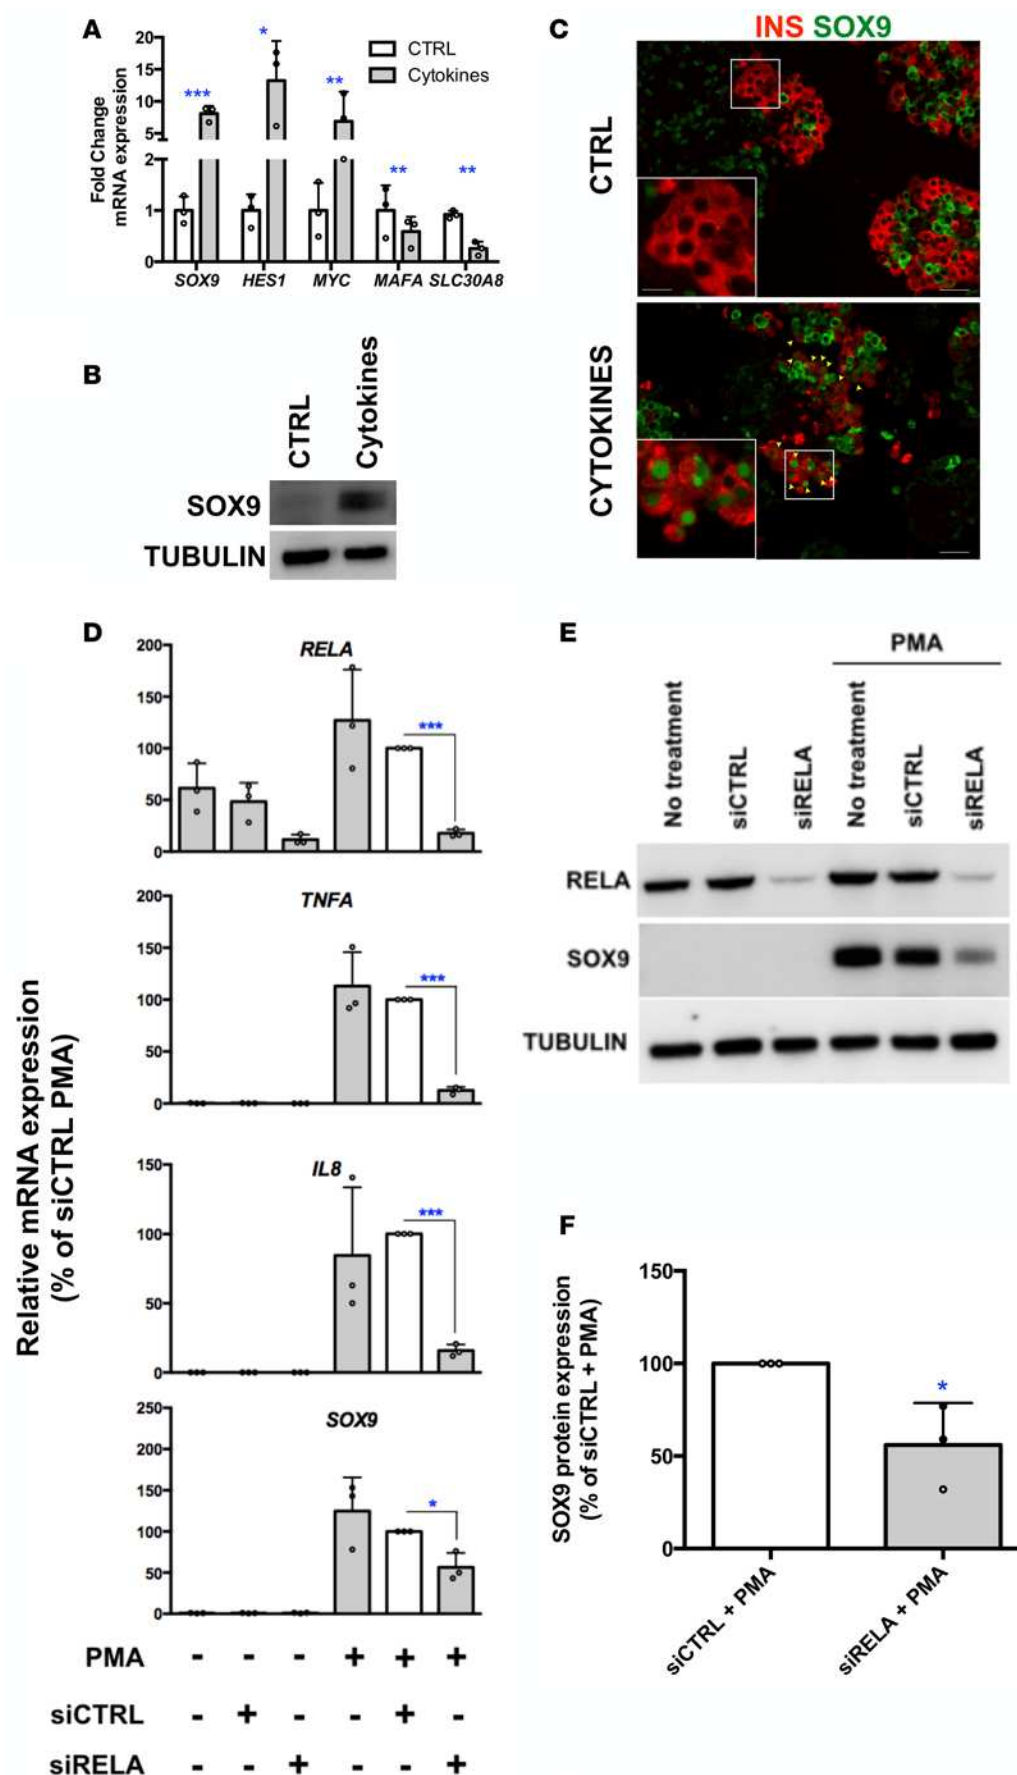 A
Fold Change
mRNA expression
20
15
10
5
2
1
0
*
***
**
**
**
CTRL
Cytokines
SOX9 HES1 MYC MAFA SLC30A8
B
CTRL
Cytokines
SOX9
TUBULIN
C
INS SOX9
CTRL
CYTOKINES
D
Relative mRNA expression
(% of siCTRL PMA)
RELA
200
150
100
50
0
***
TNFA
200
150
100
50
0
***
IL8
150
100
50
0
***
SOX9
250
200
150
100
50
0
*
PMA - - - + + +
siCTRL - + - - + -
siRELA - - + - - +
E
PMA
No treatment
siCTRL
siRELA
No treatment
siCTRL
siRELA
RELA
SOX9
TUBULIN
F
SOX9 protein expression
(% of siCTRL + PMA)
150
100
50
0
*
siCTRL + PMA
siRELA + PMA